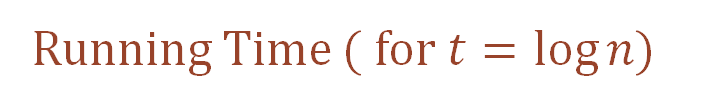 Running Time ( for t = log n)